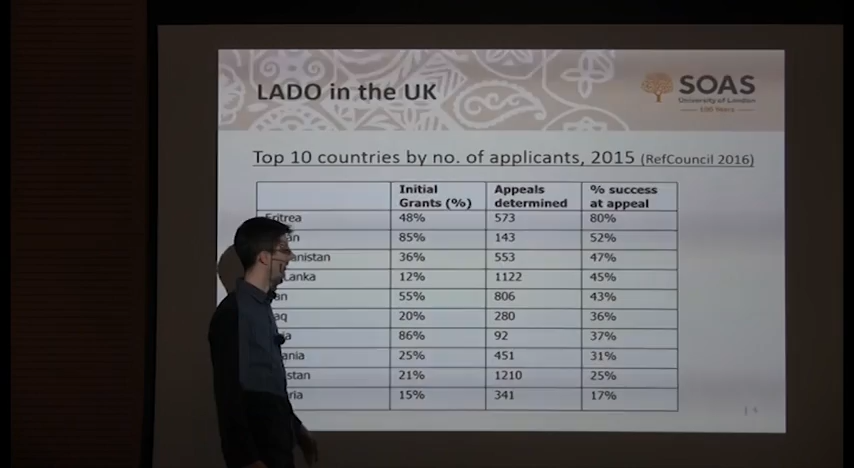 LADO in the UK
SOAS
University of London
100 Years
Top 10 countries by no. of applicants, 2015 (RefCouncil 2016)
Initial Grants (%) Appeals determined % success at appeal
Eritrea 48% 573 80%
an 85% 143 52%
anistan 36% 553 47%
Lanka 12% 1122 45%
an 55% 806 43%
aq 20% 280 36%
ia 86% 92 37%
ania 25% 451 31%
stan 21% 1210 25%
ria 15% 341 17%